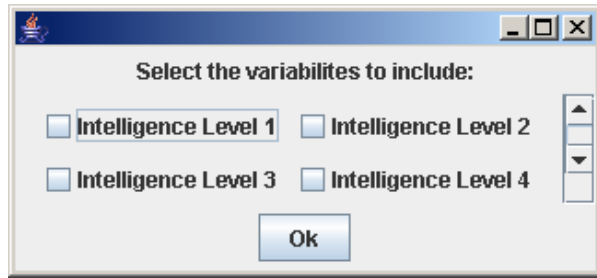 Select the variabilites to include:
Intelligence Level 1 Intelligence Level 2
Intelligence Level 3 Intelligence Level 4
Ok